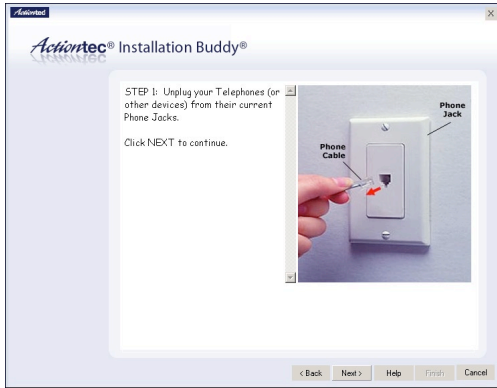 Actiontec
Actiontec® Installation Buddy®
STEP 1: Unplug your Telephones (or
other devices) from their current
Phone Jacks.
Click NEXT to continue.
Phone
Jack
Phone
Cable
< Back Next > Help Finish Cancel